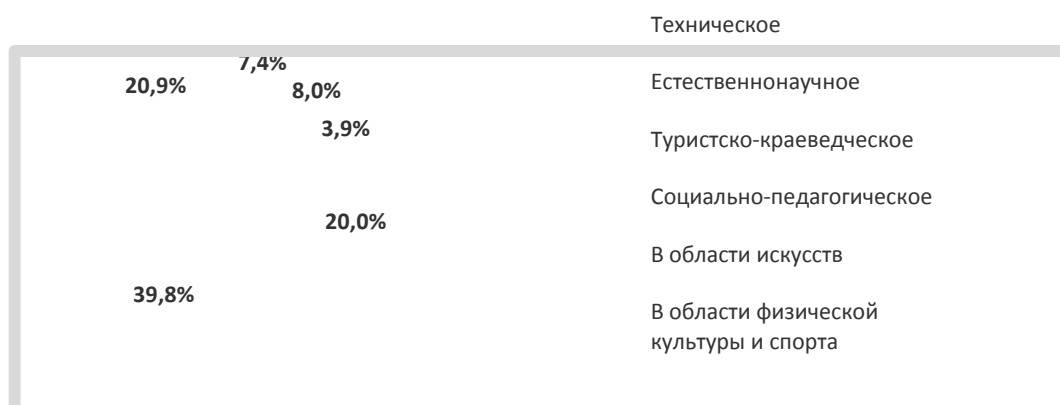 Техническое
7,4%
20,9%
8,0%
Естественнонаучное
3,9%
Туристско-краеведческое
Социально-педагогическое
20,0%
В области искусств
39,8%
В области физической
культуры и спорта